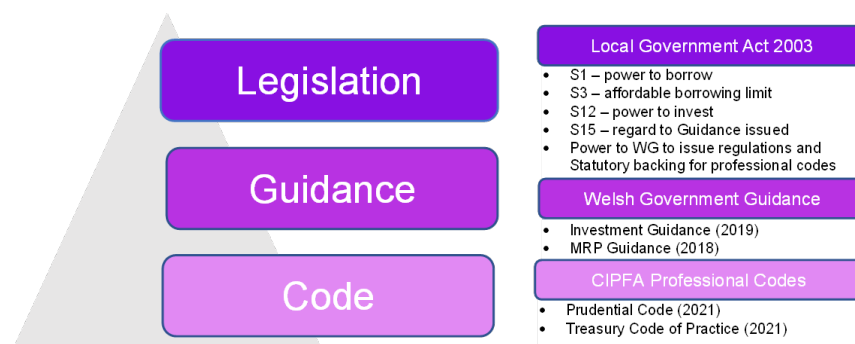 Legislation
Guidance
Code
Local Government Act 2003
• S1 – power to borrow
• S3 – affordable borrowing limit
• S12 – power to invest
• S15 – regard to Guidance issued
• Power to WG to issue regulations and
Statutory backing for professional codes
Welsh Government Guidance
• Investment Guidance (2019)
• MRP Guidance (2018)
CIPFA Professional Codes
• Prudential Code (2021)
• Treasury Code of Practice (2021)